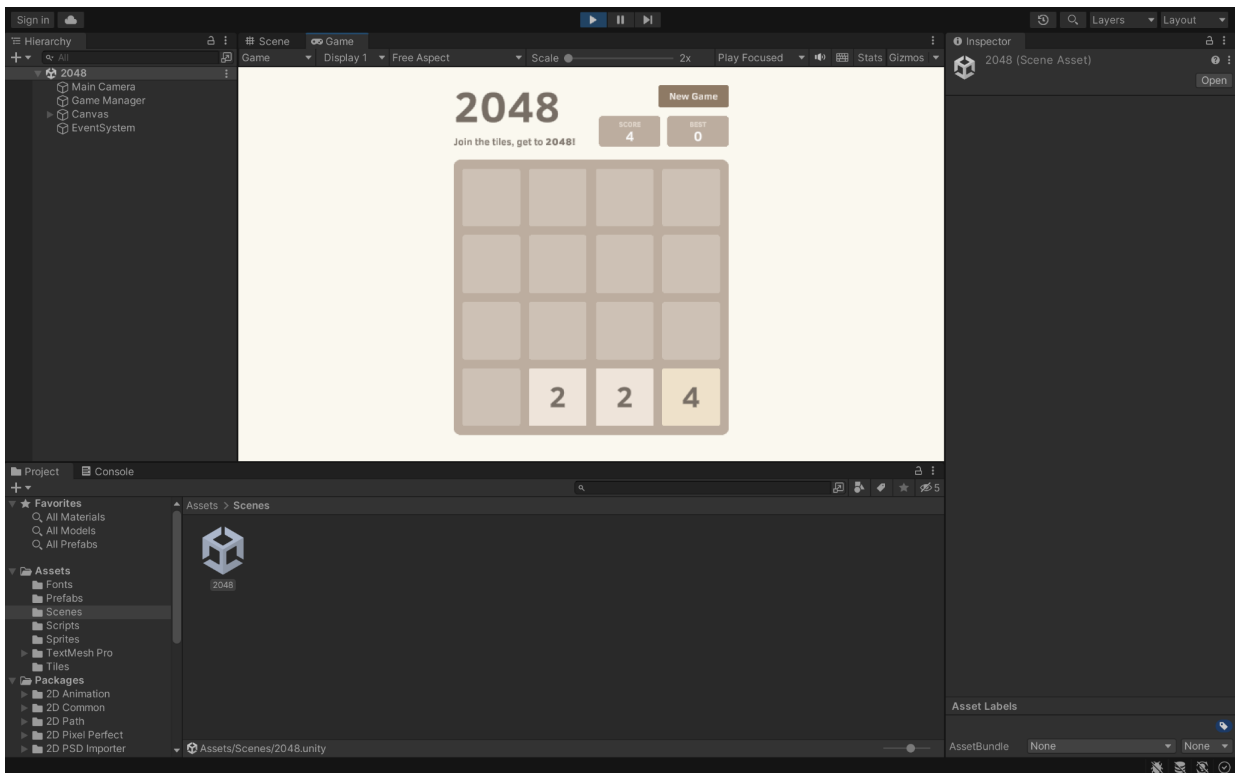 Sign in
Layers
Layout
Hierarchy
All
2048
Main Camera
Game Manager
Canvas
EventSystem
Scene
Game
Game
Display 1
Free Aspect
Scale
2x
Play Focused
Stats
Gizmos
2048
New Game
Join the tiles, get to 2048!
SCORE
4
BEST
0
2
2
4
Inspector
2048 (Scene Asset)
Open
Project
Console
5
Favorites
All Materials
All Models
All Prefabs
Assets
Fonts
Prefabs
Scenes
Scripts
Sprites
TextMesh Pro
Tiles
Packages
2D Animation
2D Common
2D Path
2D Pixel Perfect
2D PSD Importer
Assets > Scenes
2048
Assets/Scenes/2048.unity
Asset Labels
AssetBundle
None
None